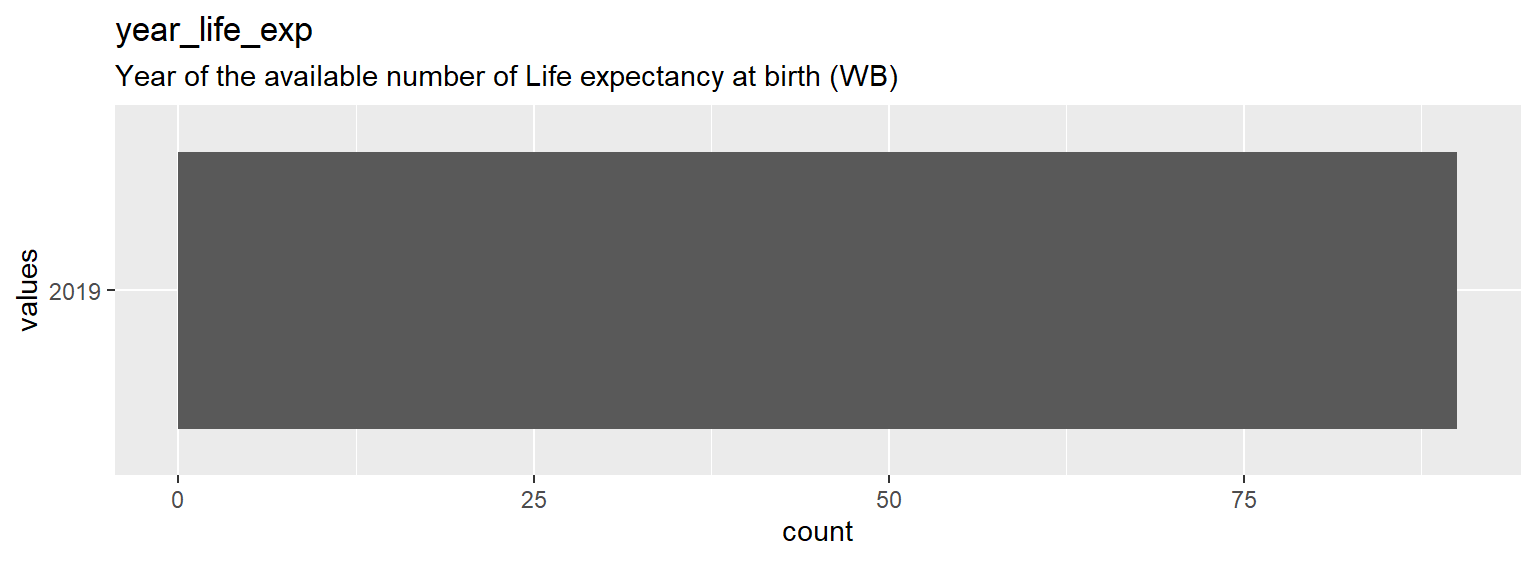 year_life_exp
Year of the available number of Life expectancy at birth (WB)
values
2019
0 25 50 75
count